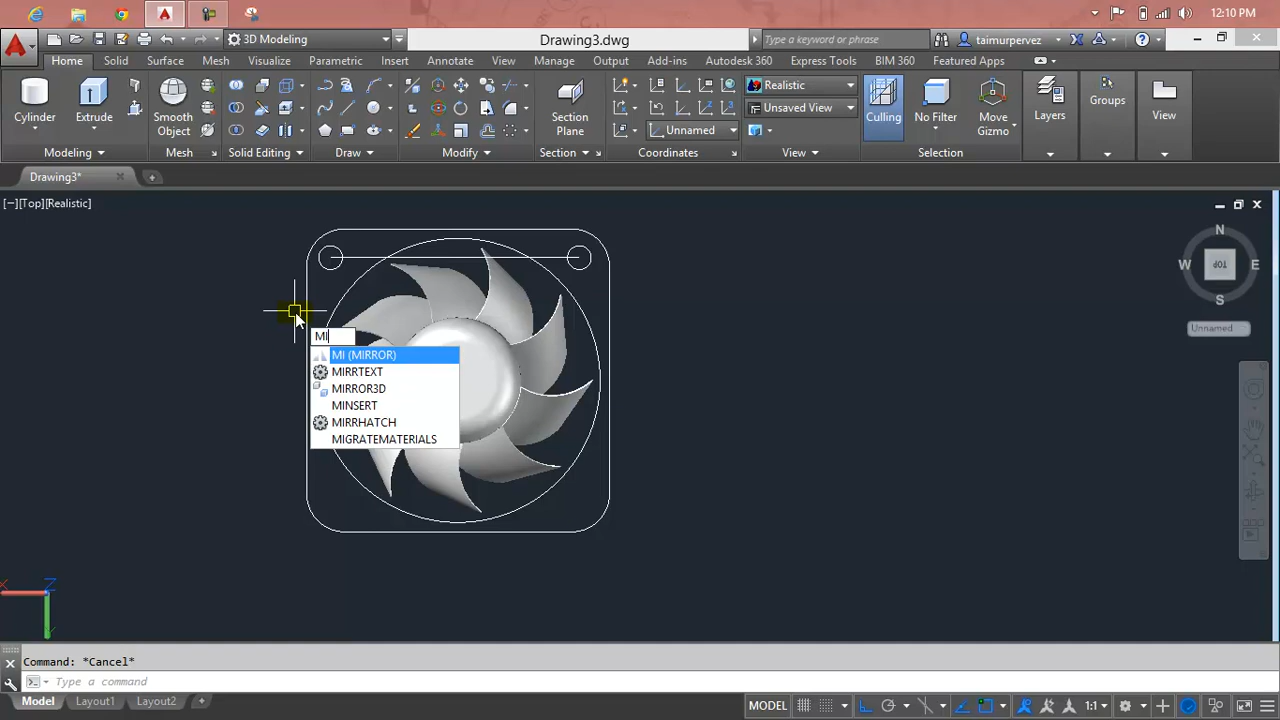 12:10 PM
3D Modeling
Drawing3.dwg
Type a keyword or phrase
taimurpervez
Home Solid Surface Mesh Visualize Parametric Insert Annotate View Manage Output Add-ins Autodesk 360 Express Tools BIM 360 Featured Apps
Cylinder
Extrude
Smooth
Object
Section
Plane
Realistic
Unsaved View
Unnamed
Culling
No Filter
Move
Gizmo
Layers
Groups
View
Modeling
Mesh
Solid Editing
Draw
Modify
Section
Coordinates
View
Selection
Drawing3*
[−][Top][Realistic]
N
W
TOP
E
S
Unnamed
MI
MI (MIRROR)
MIRRTEXT
MIRROR3D
MINSERT
MIRRHATCH
MIGRATEMATERIALS
X
Z
Y
Command: *Cancel*
Type a command
Model Layout1 Layout2
MODEL
1:1